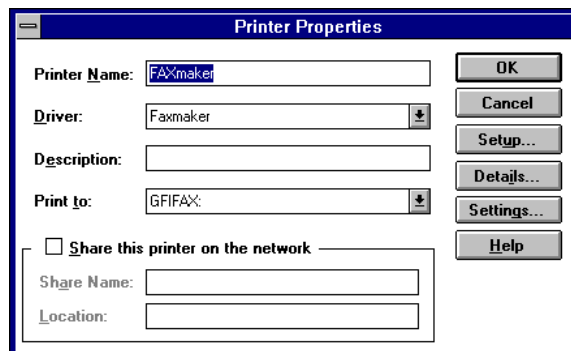 Printer Properties
Printer Name: FAXmaker
Driver: Faxmaker
Description:
Print to: GFIFAX:
Share this printer on the network
Share Name:
Location:
OK
Cancel
Setup...
Details...
Settings...
Help